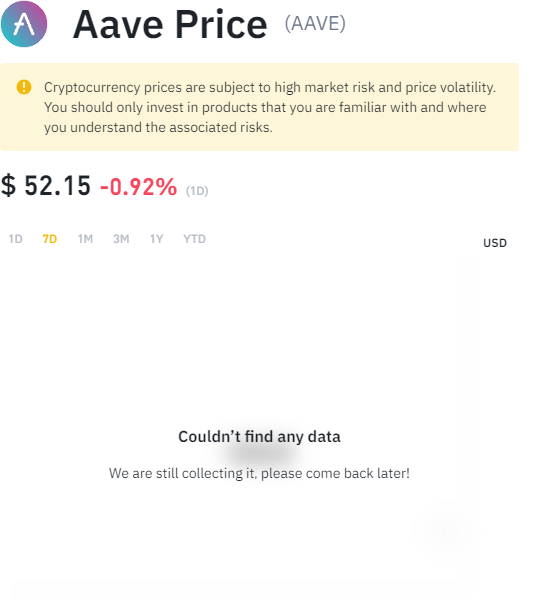 Aave Price (AAVE)
Cryptocurrency prices are subject to high market risk and price volatility.
You should only invest in products that you are familiar with and where
you understand the associated risks.
$ 52.15 -0.92% (1D)
1D 7D 1M 3M 1Y YTD USD
Couldn't find any data
We are still collecting it, please come back later!